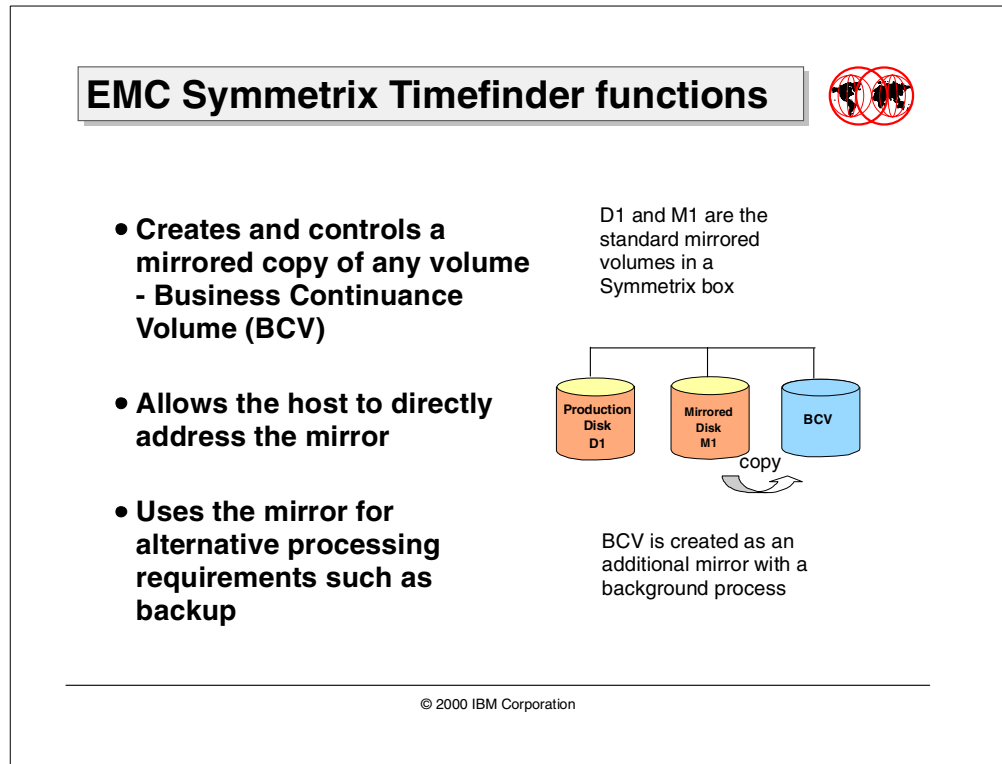 EMC Symmetrix Timefinder functions
• Creates and controls a
mirrored copy of any volume
- Business Continuance
Volume (BCV)
• Allows the host to directly
address the mirror
• Uses the mirror for
alternative processing
requirements such as
backup
D1 and M1 are the
standard mirrored
volumes in a
Symmetrix box
Production
Disk
D1
Mirrored
Disk
M1
BCV
copy
BCV is created as an
additional mirror with a
background process
© 2000 IBM Corporation